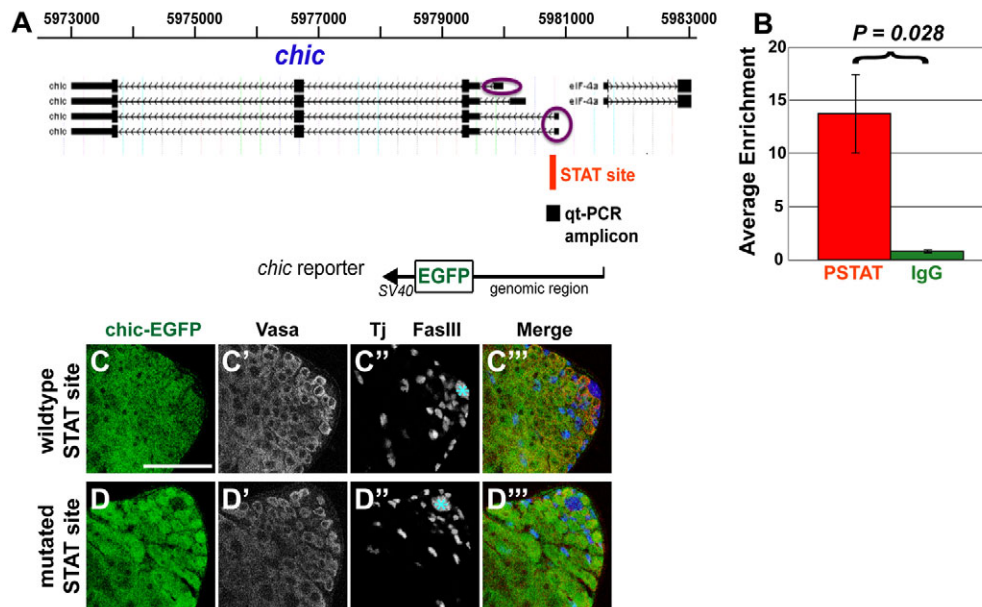 A
5973000 5975000 5977000 5979000 5981000 5983000
chic
chic eIF-4a
chic eIF-4a
chic
chic
STAT site
qt-PCR
amplicon
chic reporter
SV40
EGFP
genomic region
B
P = 0.028
Average Enrichment
20
15
10
5
0
PSTAT IgG
chic-EGFP Vasa Tj FasIII Merge
wildtype
STAT site
C C' C'' C'''
mutated
STAT site
D D' D'' D'''